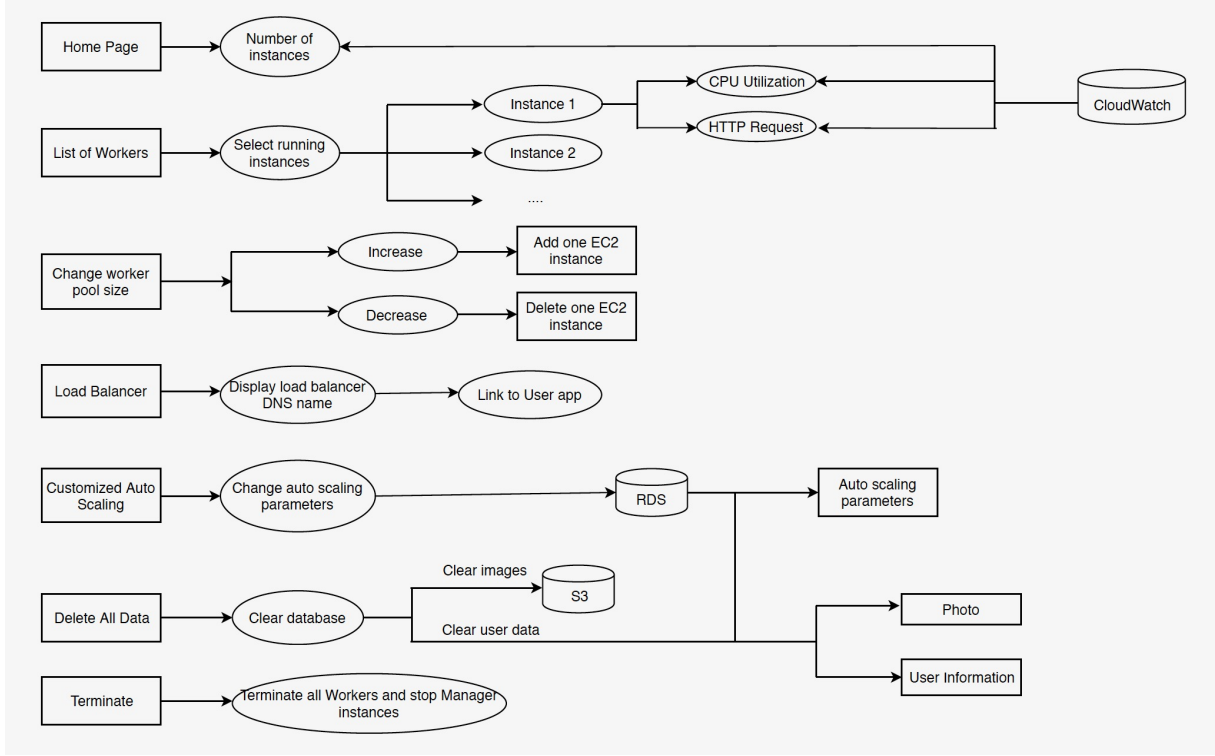 Home Page
Number of
instances
CPU Utilization
CloudWatch
Instance 1
HTTP Request
List of Workers
Select running
instances
Instance 2
....
Change worker
pool size
Increase
Add one EC2
instance
Decrease
Delete one EC2
instance
Load Balancer
Display load balancer
DNS name
Link to User app
Customized Auto
Scaling
Change auto scaling
parameters
RDS
Auto scaling
parameters
Delete All Data
Clear database
Clear images
S3
Clear user data
Photo
User Information
Terminate
Terminate all Workers and stop Manager
instances